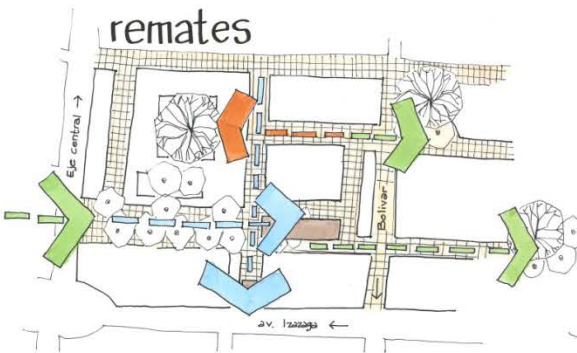 remates
Eje central →
Bolívar
→
av. Izazaga ←